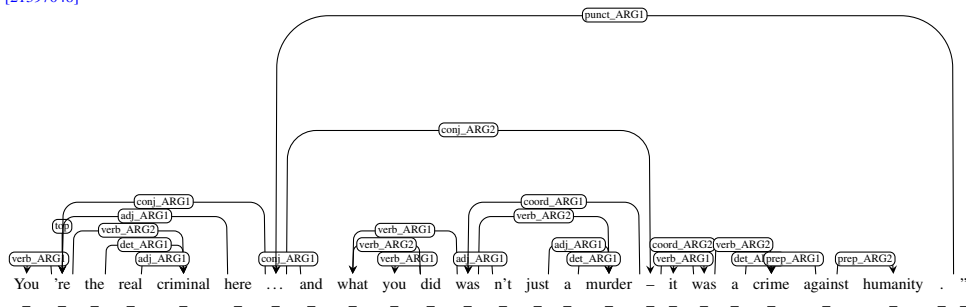 punct_ARG1
conj_ARG2
conj_ARG1 coord_ARG1
adj_ARG1 verb_ARG2
top verb_ARG2 verb_ARG1
det_ARG1 verb_ARG2 adj_ARG1 coord_ARG2 verb_ARG2
verb_ARG1 adj_ARG1 conj_ARG1 verb_ARG1 adj_ARG1 det_ARG1 verb_ARG1 prep_ARG1 prep_ARG2
You 're the real criminal here … and what you did was n't just a murder – it was a crime against humanity . ”